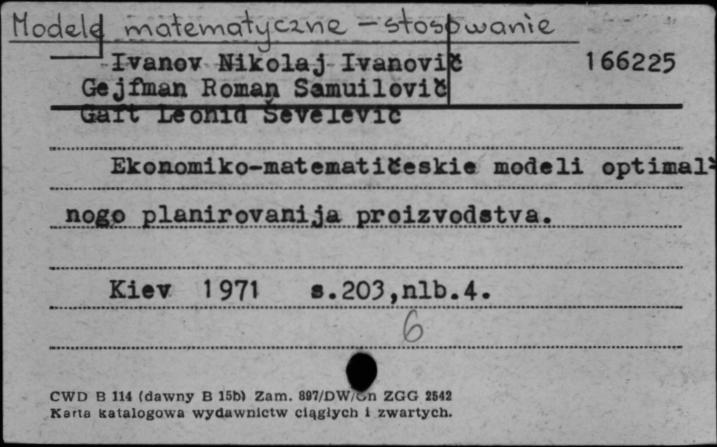 Modele matematyczne - stosowanie
Ivanov Nikolaj Ivanovič 166225
Gejfman Roman Samuilovič
Gaft Leonid Ševelevič
Ekonomiko-matematičeskie modeli optimal'-
nogo planirovanija proizvodstva.
Kiev 1971 s.203,nlb.4.
6
CWD B 114 (dawny B 15b) Zam. 897/DW/Gn ZGG 2542
Karta katalogowa wydawnictw ciągłych i zwartych.